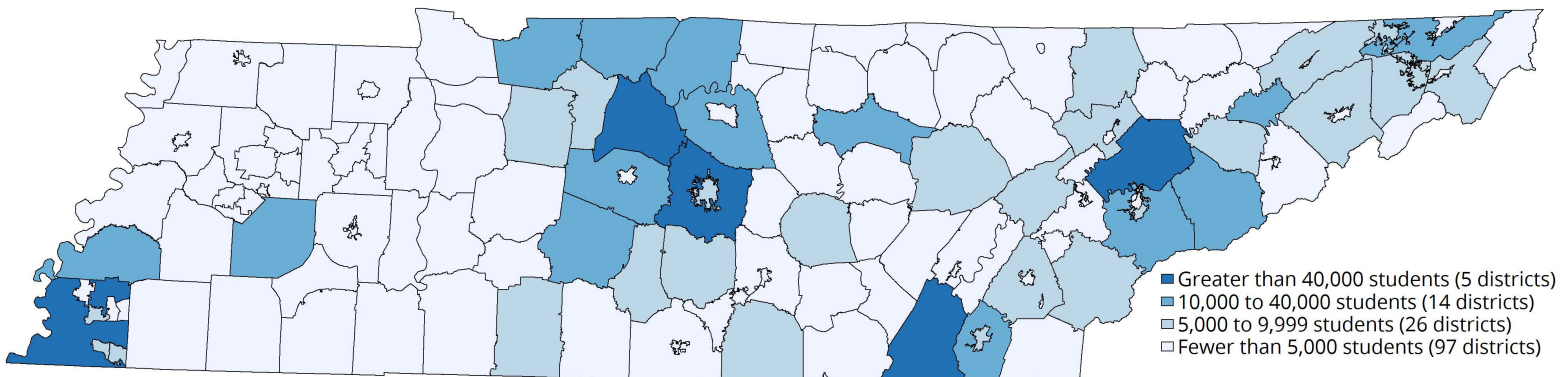 Greater than 40,000 students (5 districts)
10,000 to 40,000 students (14 districts)
5,000 to 9,999 students (26 districts)
Fewer than 5,000 students (97 districts)